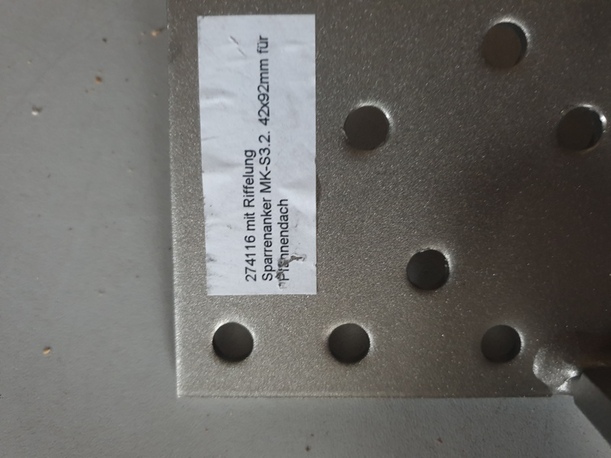 274116 mit Riffelung
Sparrenanker MK-S3.2. 42x92mm für
Pfannendach